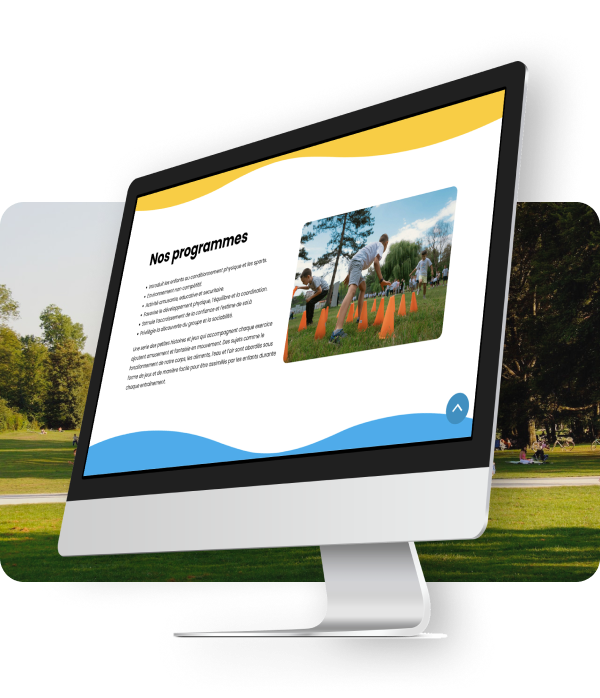 Nos programmes
• Introduit les enfants au conditionnement physique et les sports.
• Environnement non compétitif.
• Activité amusante, éducative et sécuritaire.
• Favorise le développement physique, l'équilibre et la coordination.
• Stimule l'accroissement de la confiance et l'estime de soi.
• Privilégie la découverte du groupe et la sociabilité.
Une serie des petites histoires et jeux qui accompagnent chaque exercice
ajoutent amusement et fantaisie en mouvement. Des sujets comme le
fonctionnement de notre corps, les aliments, l'eau et l'air sont abordés sous
forme de jeux et de manière facile pour être assimilés par les enfants durante
chaque entraînement.